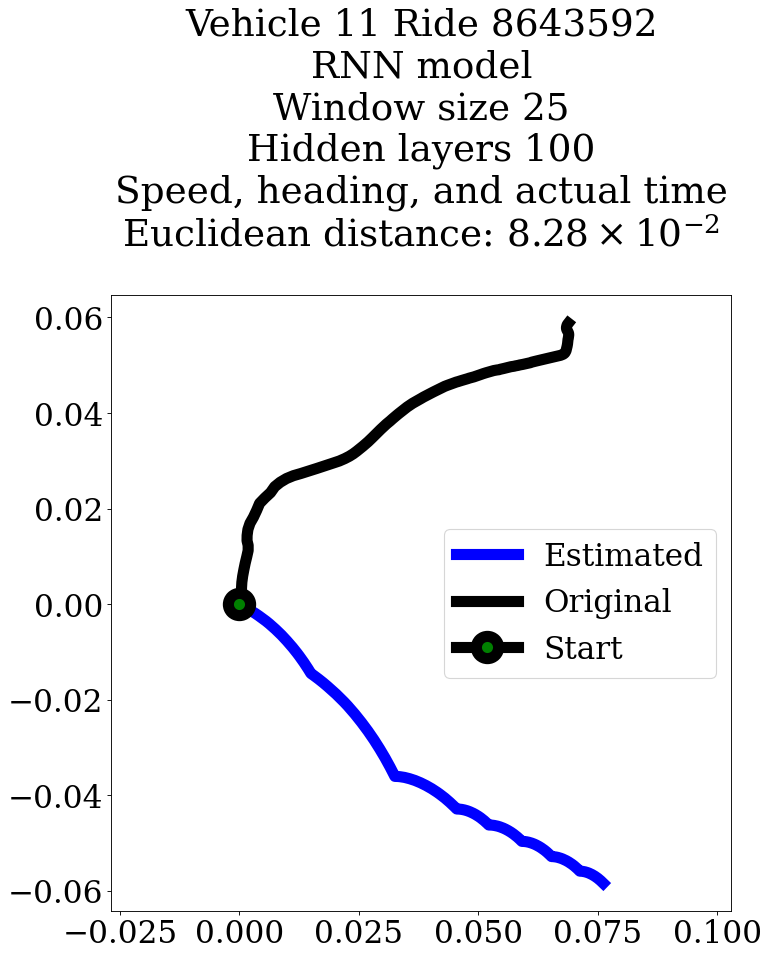 Vehicle 11 Ride 8643592
RNN model
Window size 25
Hidden layers 100
Speed, heading, and actual time
Euclidean distance: 8.28 × 10⁻²
0.06
0.04
0.02
0.00
−0.02
−0.04
−0.06
Estimated
Original
Start
−0.025 0.000 0.025 0.050 0.075 0.100